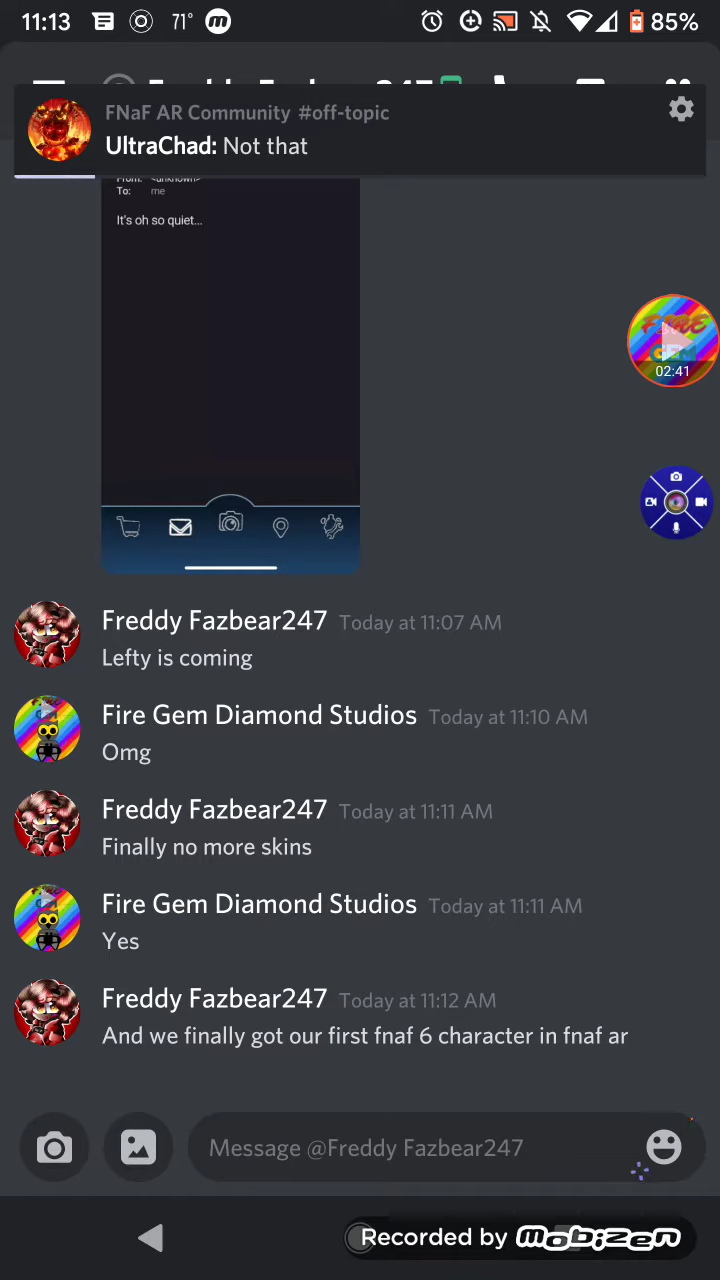 11:13 71° m 85%
FNaF AR Community #off-topic
UltraChad: Not that
To: me
It's oh so quiet...
FIRE
GEM
02:41
Freddy Fazbear247 Today at 11:07 AM
Lefty is coming
Fire Gem Diamond Studios Today at 11:10 AM
Omg
Freddy Fazbear247 Today at 11:11 AM
Finally no more skins
Fire Gem Diamond Studios Today at 11:11 AM
Yes
Freddy Fazbear247 Today at 11:12 AM
And we finally got our first fnaf 6 character in fnaf ar
Message @Freddy Fazbear247
Recorded by mobizen